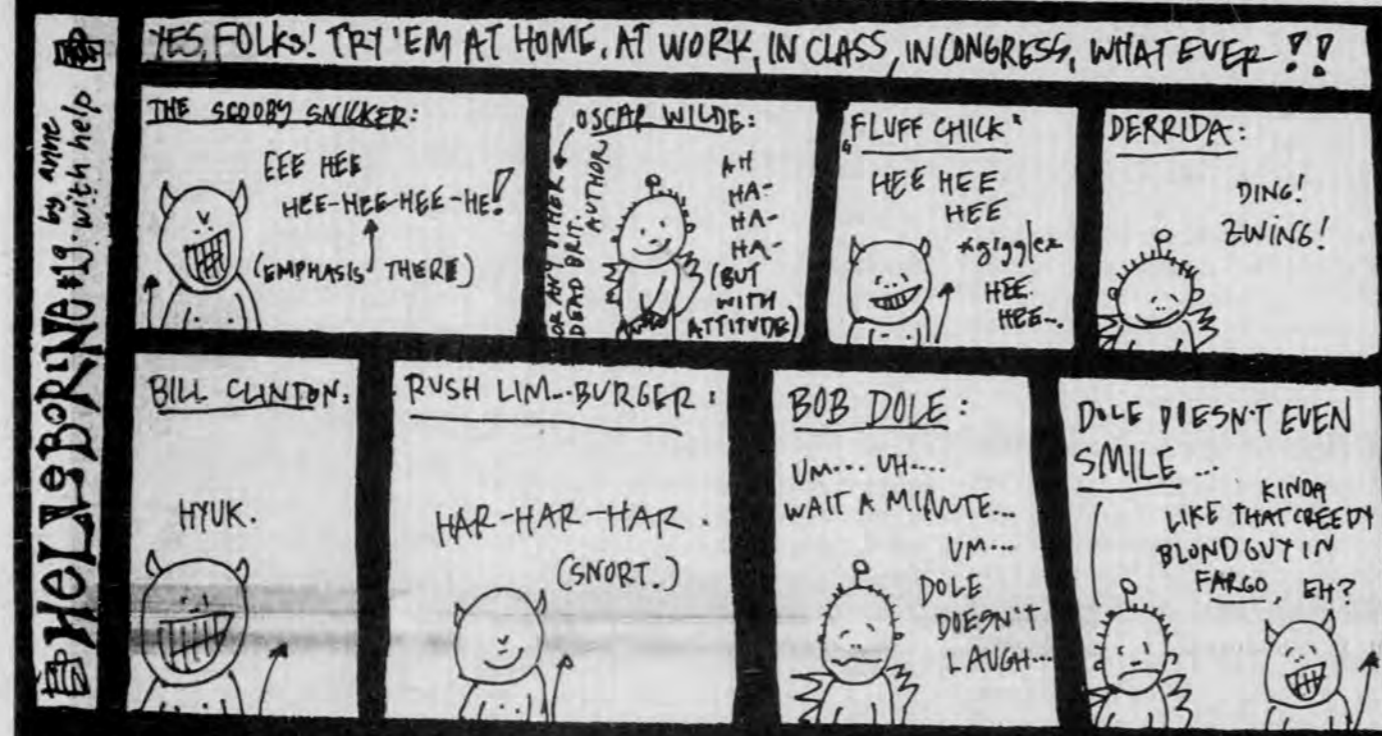 HeLLBORNe #19. by anne with help
YES, FOLKS! TRY 'EM AT HOME, AT WORK, IN CLASS, IN CONGRESS, WHATEVER!!
THE SCOOBY SNICKER:
EEE HEE
HEE-HEE-HEE-HE!
(EMPHASIS THERE)
OSCAR WILDE:
OR ANY OTHER
DEAD BRIT.
AUTHOR
AH
HA-
HA-
HA-
(BUT
WITH
ATTITUDE)
"FLUFF CHICK"
HEE HEE
HEE
*giggle*
HEE.
HEE-.
DERRIDA:
DING!
ZWING!
BILL CLINTON:
HYUK.
RUSH LIM--BURGER:
HAR-HAR-HAR.
(SNORT.)
BOB DOLE:
UM... UH....
WAIT A MINUTE...
UM...
DOLE
DOESN'T
LAUGH...
DOLE DOESN'T EVEN
SMILE...
KINDA
LIKE THAT CREEPY
BLOND GUY IN
FARGO, EH?